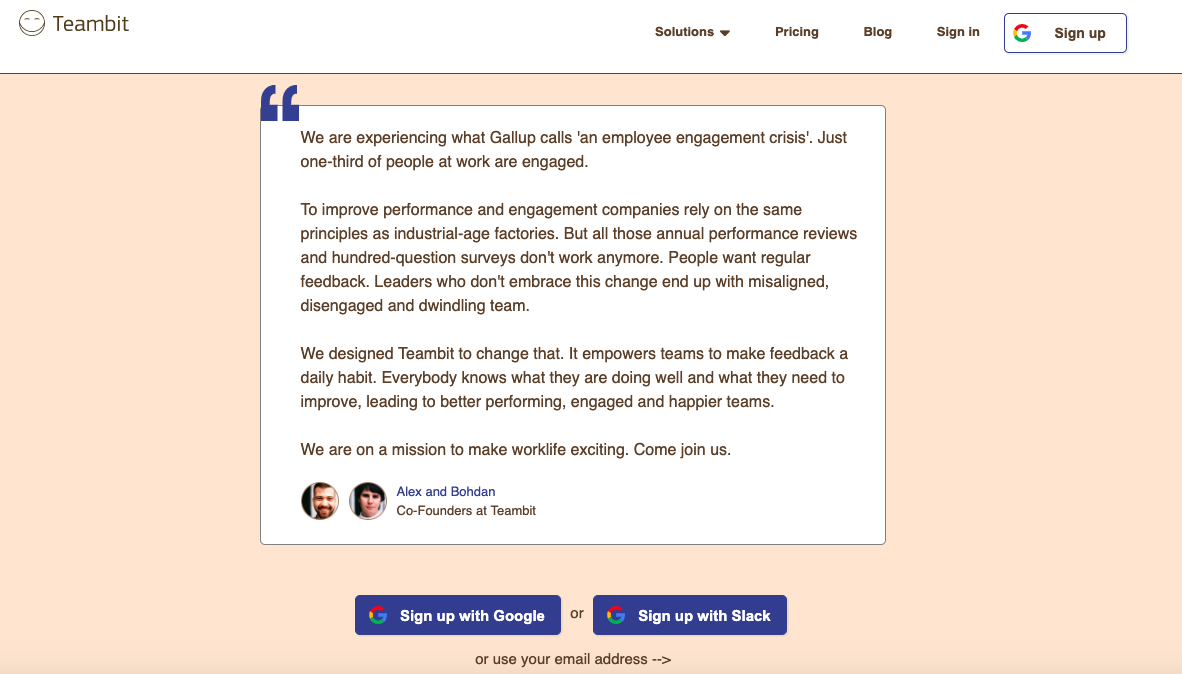 Teambit
Solutions
Pricing
Blog
Sign in
Sign up
We are experiencing what Gallup calls 'an employee engagement crisis'. Just
one-third of people at work are engaged.
To improve performance and engagement companies rely on the same
principles as industrial-age factories. But all those annual performance reviews
and hundred-question surveys don't work anymore. People want regular
feedback. Leaders who don't embrace this change end up with misaligned,
disengaged and dwindling team.
We designed Teambit to change that. It empowers teams to make feedback a
daily habit. Everybody knows what they are doing well and what they need to
improve, leading to better performing, engaged and happier teams.
We are on a mission to make worklife exciting. Come join us.
Alex and Bohdan
Co-Founders at Teambit
Sign up with Google
or
Sign up with Slack
or use your email address -->